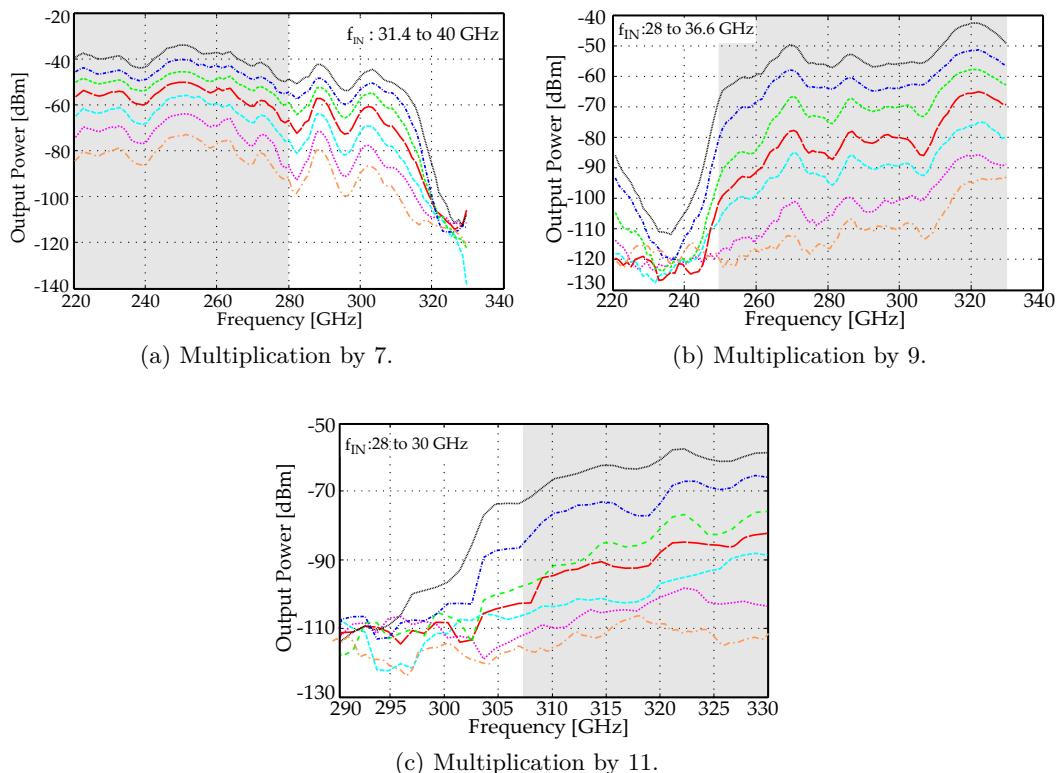 Output Power [dBm]
-20
-40
-60
-80
-100
-120
-140
f_IN : 31.4 to 40 GHz
220 240 260 280 300 320 340
Frequency [GHz]
(a) Multiplication by 7.
Output Power [dBm]
-40
-50
-60
-70
-80
-90
-100
-110
-120
-130
f_IN:28 to 36.6 GHz
220 240 260 280 300 320 340
Frequency [GHz]
(b) Multiplication by 9.
Output Power [dBm]
-50
-70
-90
-110
-130
f_IN:28 to 30 GHz
290 295 300 305 310 315 320 325 330
Frequency [GHz]
(c) Multiplication by 11.